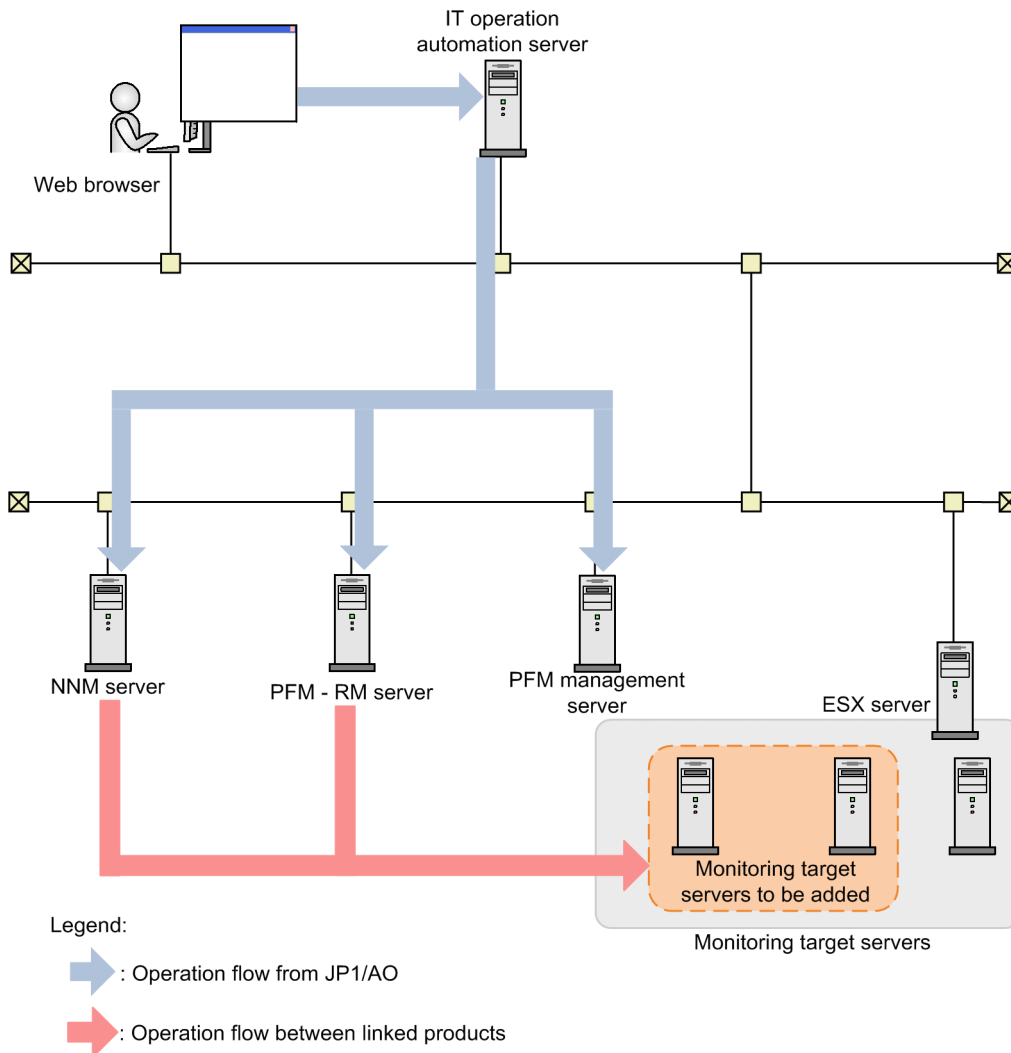 IT operation
automation server
Web browser
NNM server
PFM - RM server
PFM management
server
ESX server
Monitoring target
servers to be added
Monitoring target servers
Legend:
: Operation flow from JP1/AO
: Operation flow between linked products